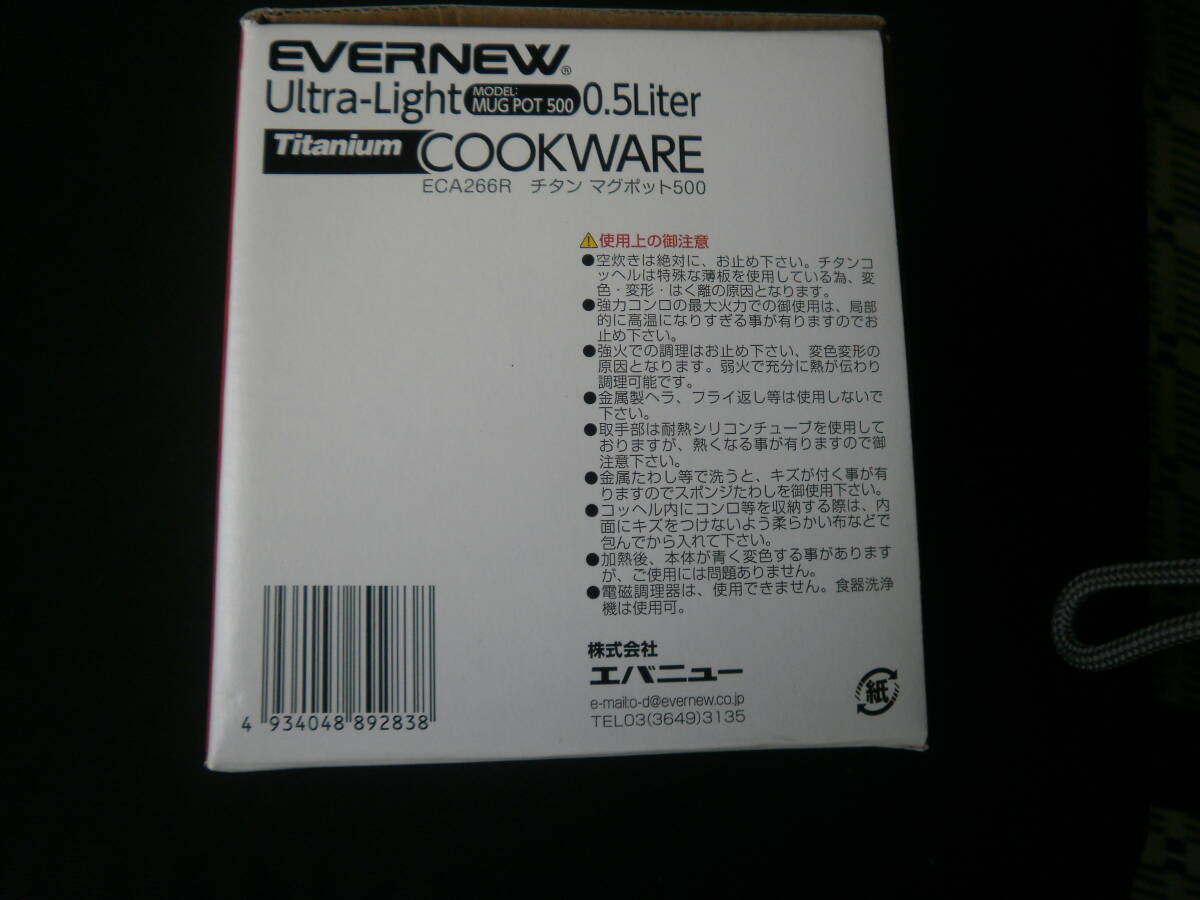 EVERNEW®
Ultra-Light MODEL: MUG POT 500 0.5Liter
Titanium COOKWARE
ECA266R チタン マグポット500
⚠使用上の御注意
●空炊きは絶対に、お止め下さい。チタンコ
ッヘルは特殊な薄板を使用している為、変
色・変形・はく離の原因となります。
●強力コンロの最大火力での御使用は、局部
的に高温になりすぎる事が有りますのでお
止め下さい。
●強火での調理はお止め下さい、変色変形の
原因となります。弱火で充分に熱が伝わり
調理可能です。
●金属製ヘラ、フライ返し等は使用しないで
下さい。
●取手部は耐熱シリコンチューブを使用して
おりますが、熱くなる事が有りますので御
注意下さい。
●金属たわし等で洗うと、キズが付く事が有
りますのでスポンジたわしを御使用下さい。
●コッヘル内にコンロ等を収納する際は、内
面にキズをつけないよう柔らかい布などで
包んでから入れて下さい。
●加熱後、本体が青く変色する事があります
が、ご使用には問題ありません。
●電磁調理器は、使用できません。食器洗浄
機は使用可。
株式会社
エバニュー
e-mail:o-d@evernew.co.jp
TEL03(3649)3135
紙
4 934048 892838